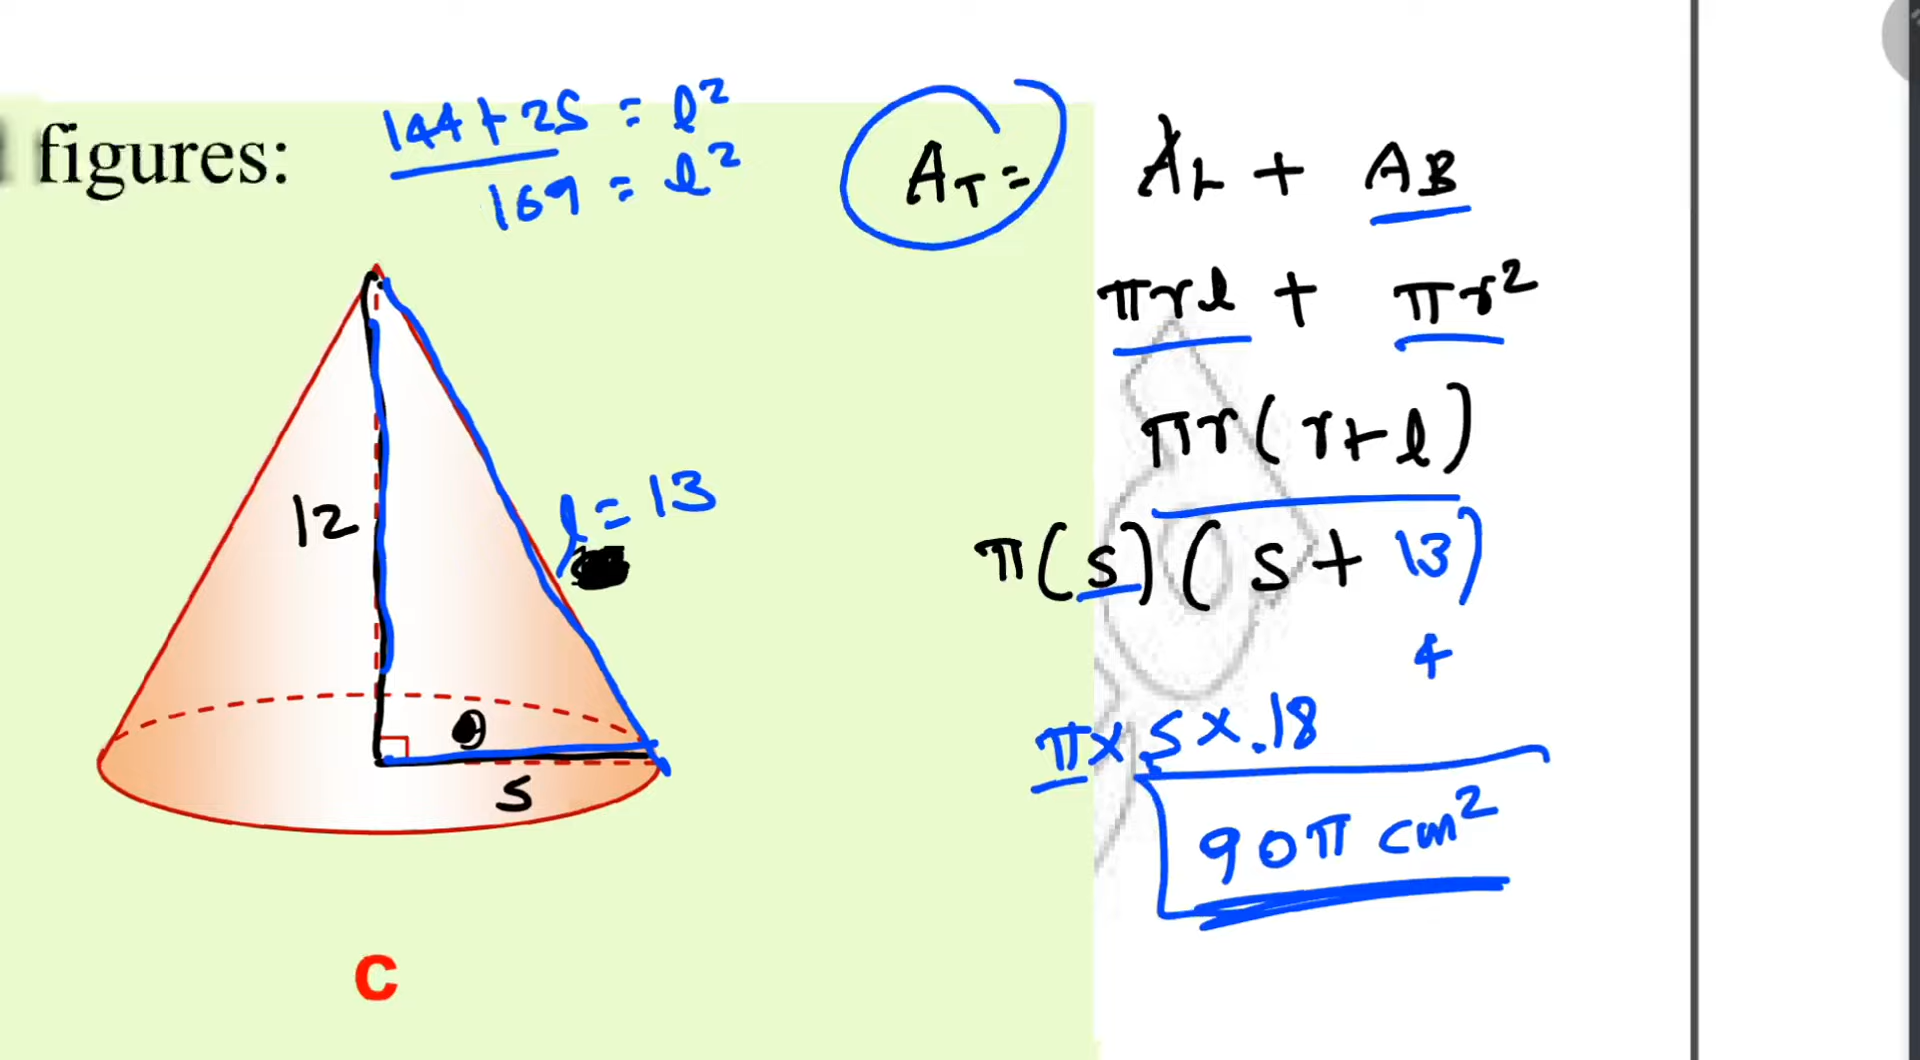 figures:
144+25 = l²
169 = l²
A_T = A_L + A_B
πrl + πr²
πr(r+l)
12
l = 13
π(5)(5+13)
π×5×18
5
90π cm²
C